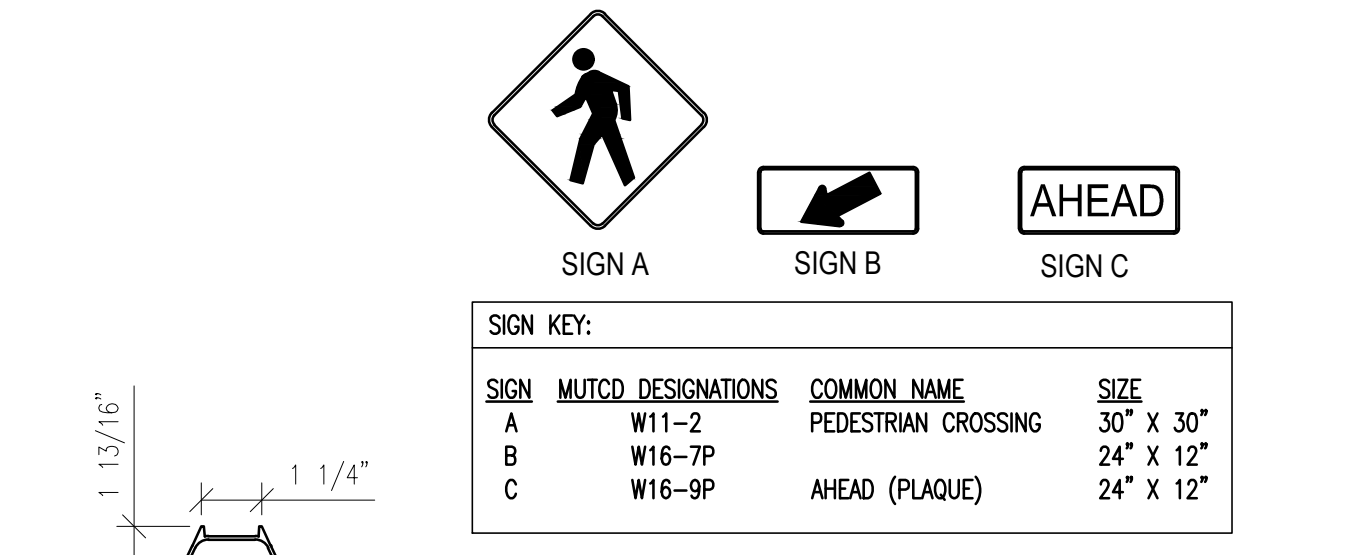 AHEAD
SIGN A
SIGN B
SIGN C
SIGN KEY:
SIGN MUTCD DESIGNATIONS COMMON NAME SIZE
A W11-2 PEDESTRIAN CROSSING 30" X 30"
B W16-7P 24" X 12"
C W16-9P AHEAD (PLAQUE) 24" X 12"
1 13/16"
1 1/4"